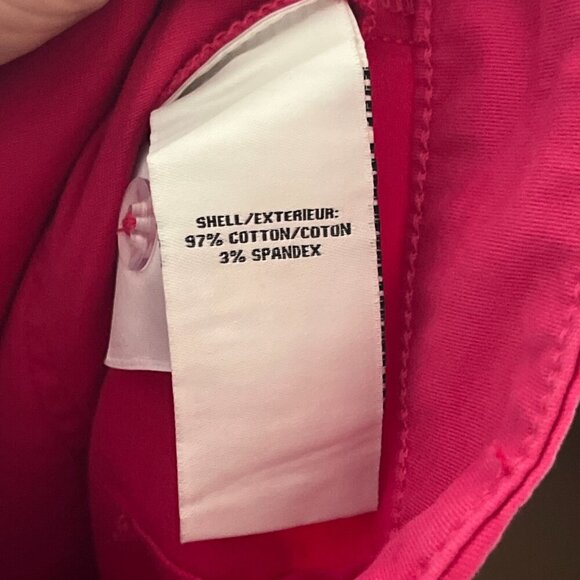 SHELL/EXTERIEUR:
97% COTTON/COTON
3% SPANDEX